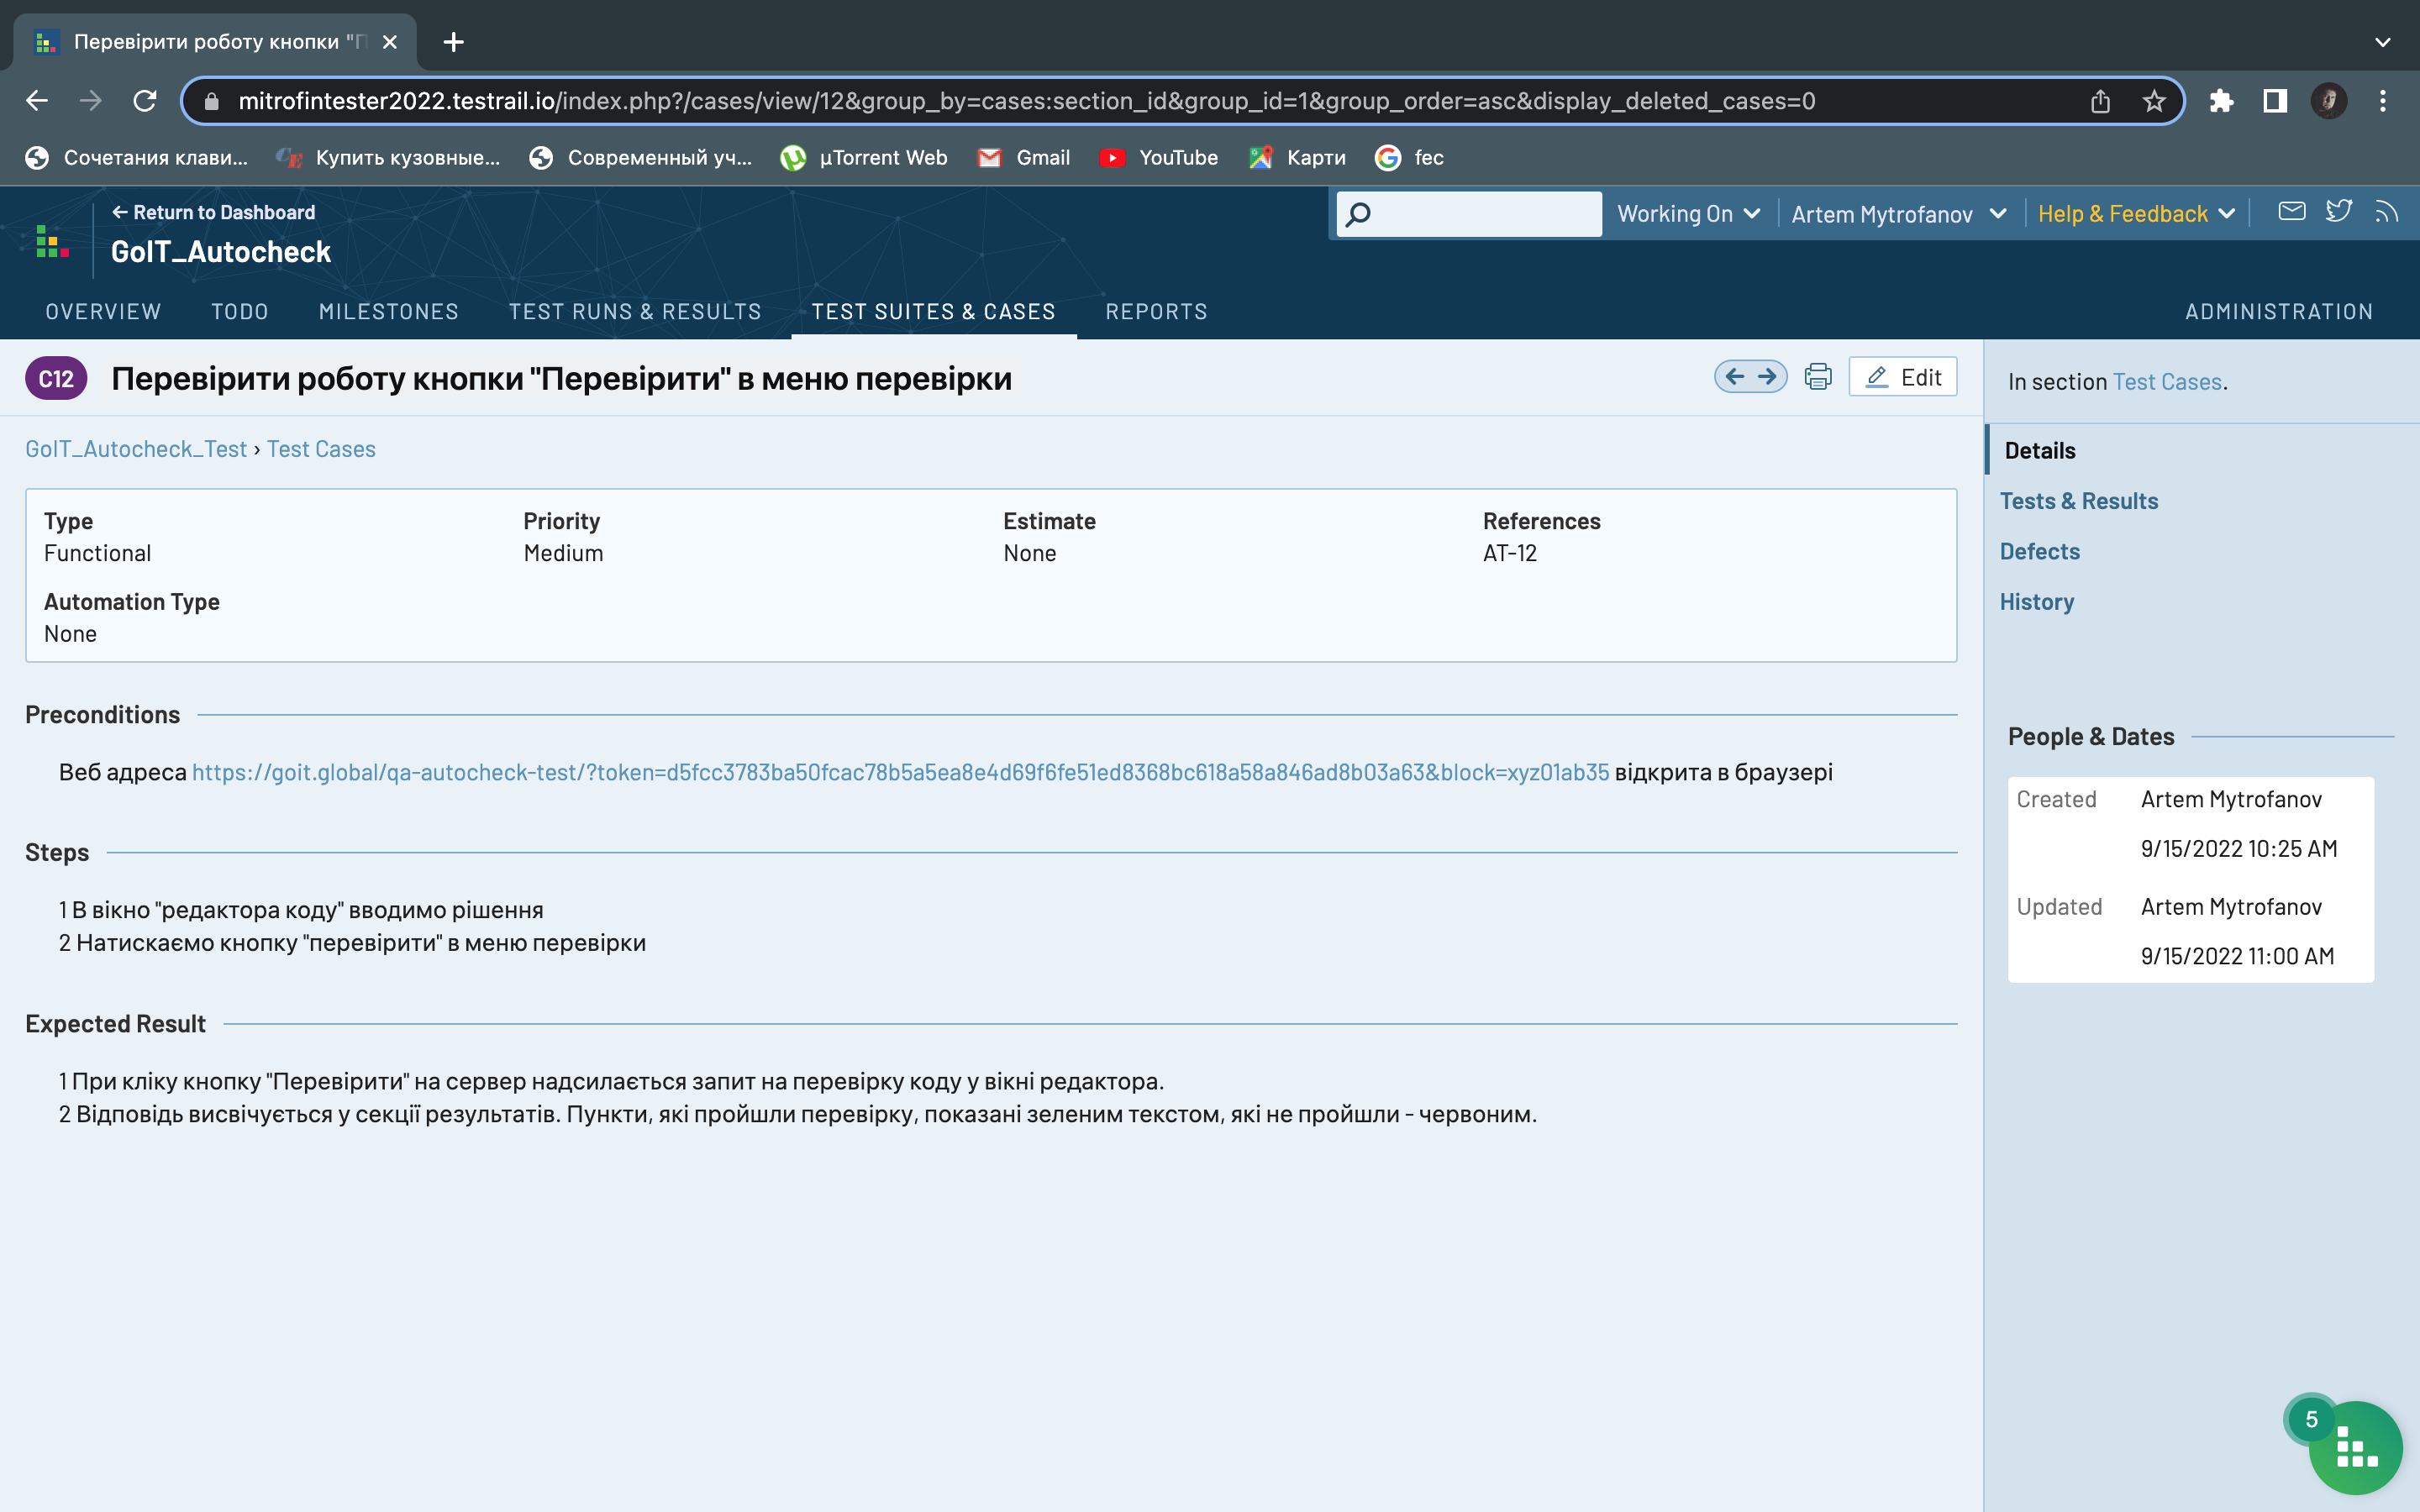 Перевірити роботу кнопки "П
mitrofintester2022.testrail.io/index.php?/cases/view/12&group_by=cases:section_id&group_id=1&group_order=asc&display_deleted_cases=0
Сочетания клави... Купить кузовные... Современный уч... µTorrent Web Gmail YouTube Карти fec
← Return to Dashboard
GoIT_Autocheck
Working On Artem Mytrofanov Help & Feedback
OVERVIEW TODO MILESTONES TEST RUNS & RESULTS TEST SUITES & CASES REPORTS ADMINISTRATION
C12 Перевірити роботу кнопки "Перевірити" в меню перевірки Edit
GoIT_Autocheck_Test › Test Cases
Type Priority Estimate References
Functional Medium None AT-12
Automation Type
None
Preconditions
Веб адреса https://goit.global/qa-autocheck-test/?token=d5fcc3783ba50fcac78b5a5ea8e4d69f6fe51ed8368bc618a58a846ad8b03a63&block=xyz01ab35 відкрита в браузері
Steps
1 В вікно "редактора коду" вводимо рішення
2 Натискаємо кнопку "перевірити" в меню перевірки
Expected Result
1 При кліку кнопку "Перевірити" на сервер надсилається запит на перевірку коду у вікні редактора.
2 Відповідь висвічується у секції результатів. Пункти, які пройшли перевірку, показані зеленим текстом, які не пройшли - червоним.
In section Test Cases.
Details
Tests & Results
Defects
History
People & Dates
Created Artem Mytrofanov
9/15/2022 10:25 AM
Updated Artem Mytrofanov
9/15/2022 11:00 AM
5